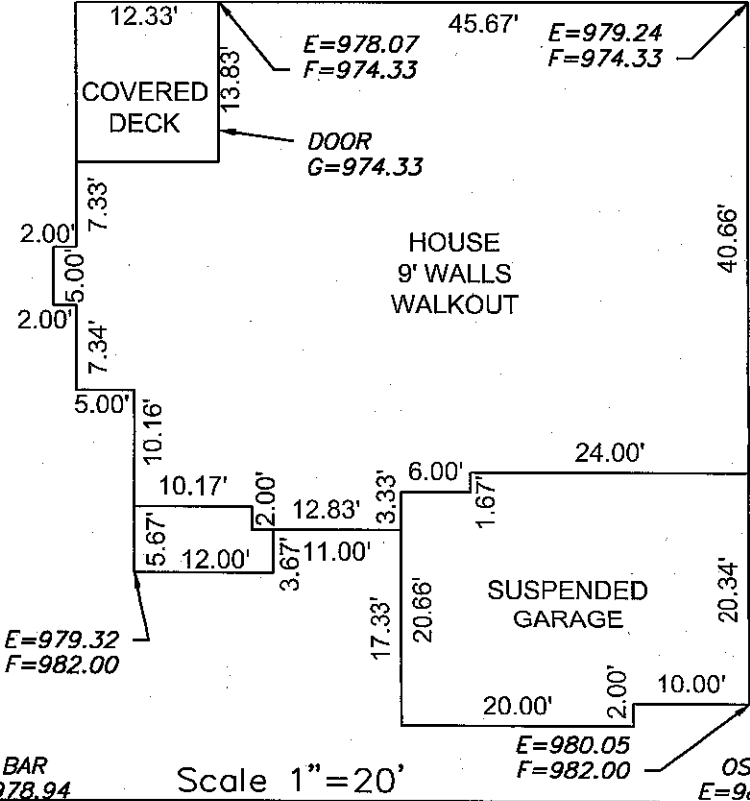 12.33'
45.67'
E=978.07
F=974.33
E=979.24
F=974.33
13.83'
COVERED
DECK
DOOR
G=974.33
7.33'
2.00'
5.00'
2.00'
HOUSE
9' WALLS
WALKOUT
40.66'
7.34'
5.00'
10.16'
10.17'
2.00'
12.83'
3.33'
6.00'
1.67'
24.00'
5.67'
12.00'
3.67'
11.00'
17.33'
20.66'
SUSPENDED
GARAGE
20.34'
E=979.32
F=982.00
20.00'
2.00'
10.00'
E=980.05
F=982.00
BAR
978.94
Scale 1"=20'
OS
E=9